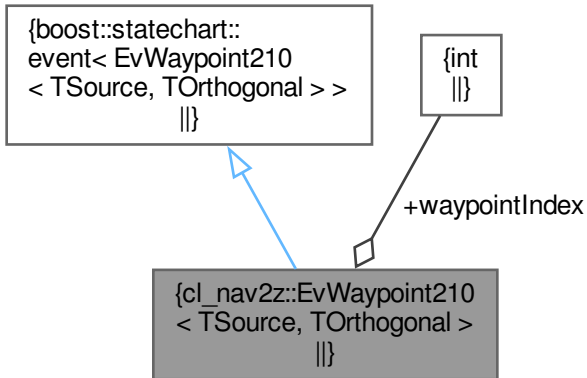 {boost::statechart::
event< EvWaypoint210
< TSource, TOrthogonal > >
||}
{int
||}
+waypointIndex
{cl_nav2z::EvWaypoint210
< TSource, TOrthogonal >
||}